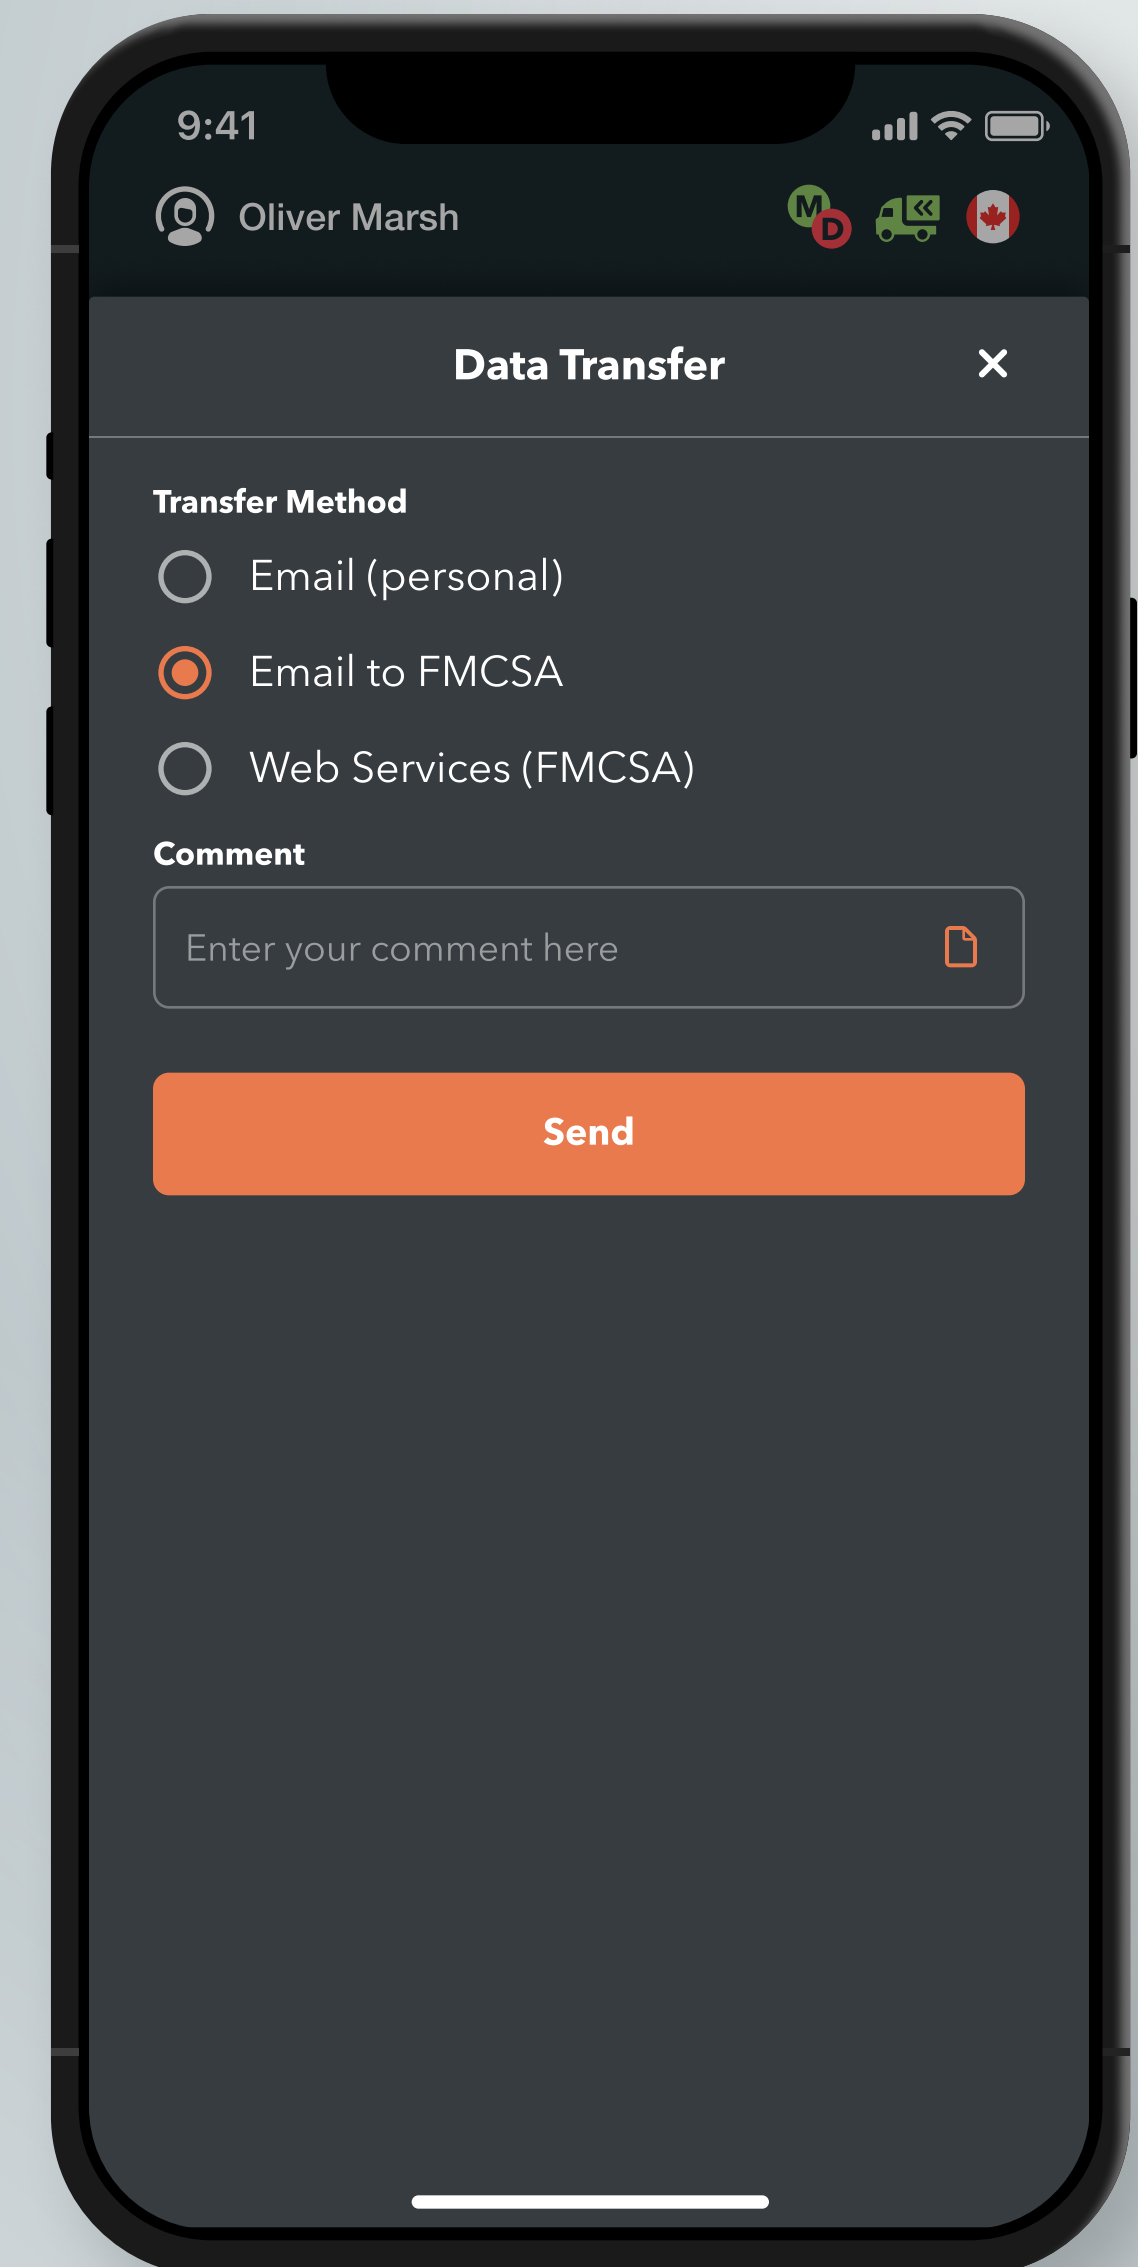 9:41
Oliver Marsh
M
D
Data Transfer
Transfer Method
Email (personal)
Email to FMCSA
Web Services (FMCSA)
Comment
Enter your comment here
Send